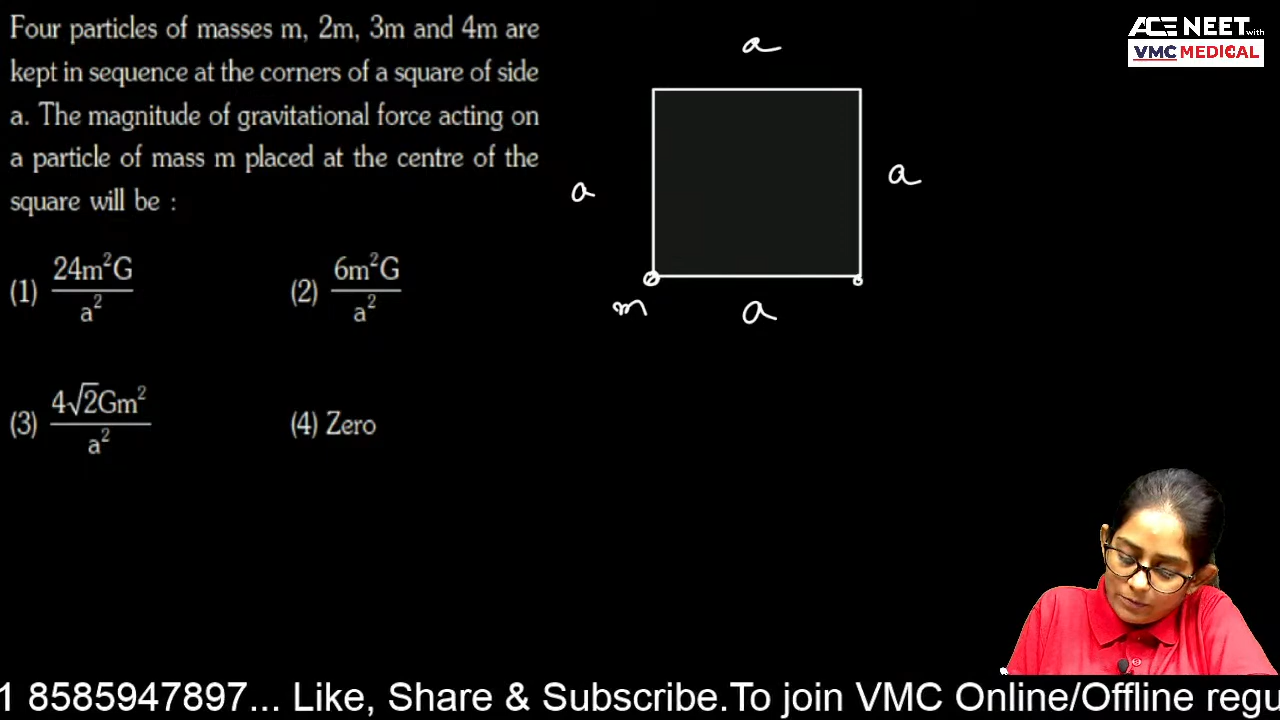 Four particles of masses m, 2m, 3m and 4m are
kept in sequence at the corners of a square of side
a. The magnitude of gravitational force acting on
a particle of mass m placed at the centre of the
square will be :
(1) 24m²G / a²
(2) 6m²G / a²
(3) 4√2Gm² / a²
(4) Zero
a
a
a
m
a
ACE NEET with
VMC MEDICAL
1 8585947897... Like, Share & Subscribe.To join VMC Online/Offline regu